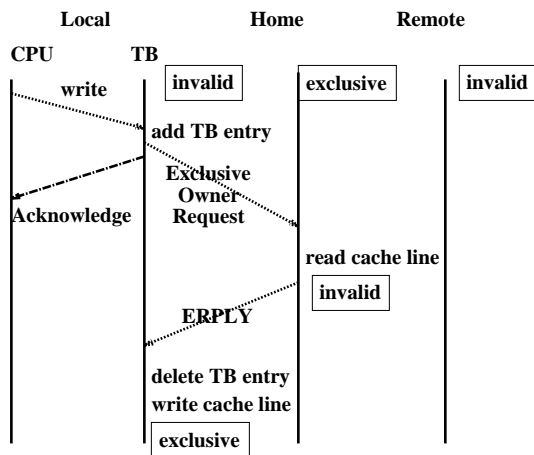 Local Home Remote
CPU TB
write
invalid
exclusive
invalid
add TB entry
Exclusive
Owner
Request
Acknowledge
read cache line
invalid
ERPLY
delete TB entry
write cache line
exclusive